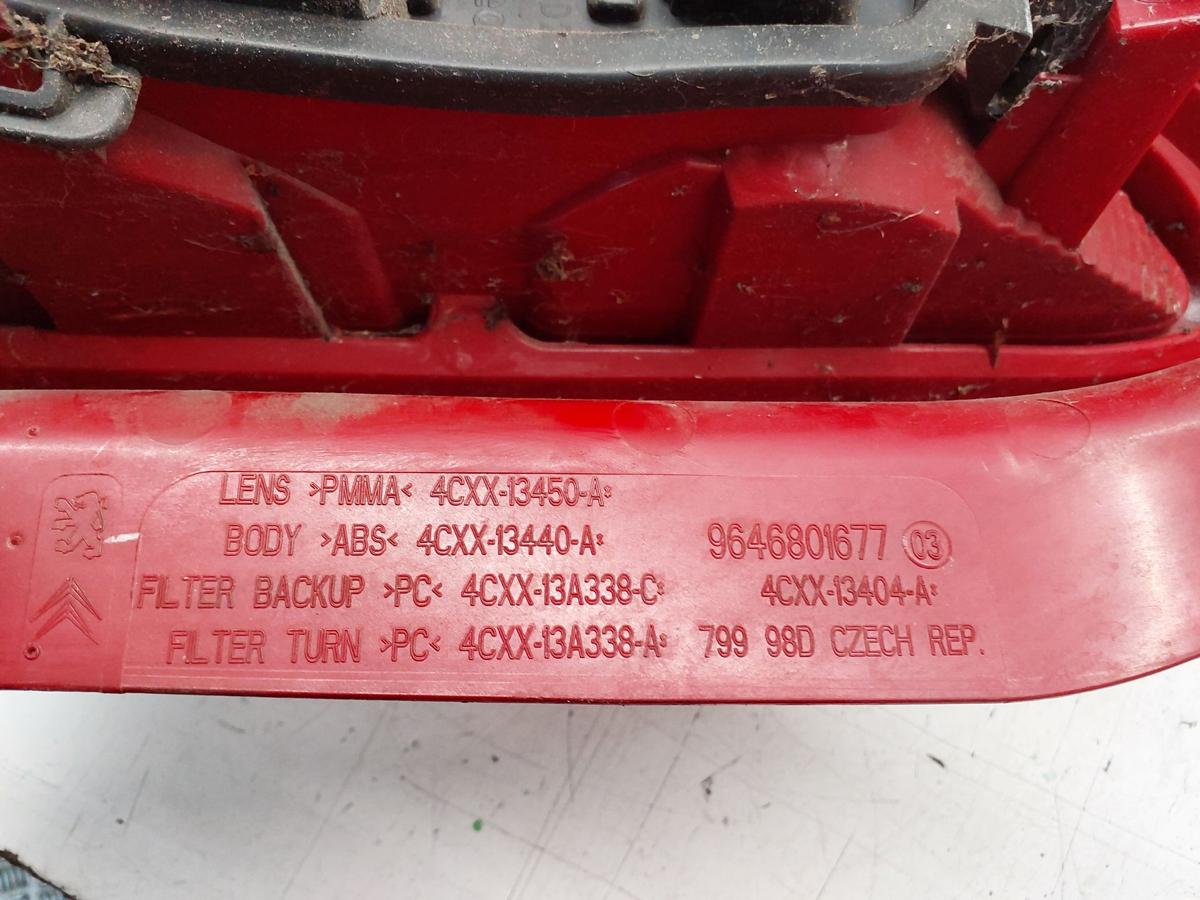 LENS >PMMA< 4CXX-13450-A*
BODY >ABS< 4CXX-13440-A* 9646801677 03
FILTER BACKUP >PC< 4CXX-13A338-C* 4CXX-13404-A*
FILTER TURN >PC< 4CXX-13A338-A* 799 98D CZECH REP.